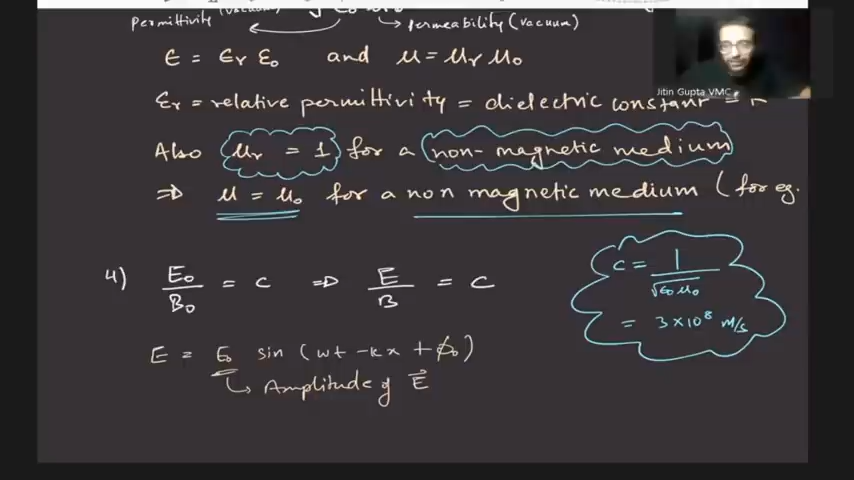 permittivity (vacuum) ε₀ → permeability (vacuum)
ε = εᵣ ε₀ and μ = μᵣ μ₀
Jitin Gupta VMC
εᵣ = relative permittivity = dielectric constant =
Also μᵣ = 1 for a non-magnetic medium
⇒ μ = μ₀ for a non magnetic medium (for eg.
4) E₀/B₀ = c ⇒ E/B = c
c = 1/√ε₀μ₀
= 3×10⁸ m/s
E = E₀ sin (ωt - kx + ϕ₀)
↳ Amplitude of E⃗